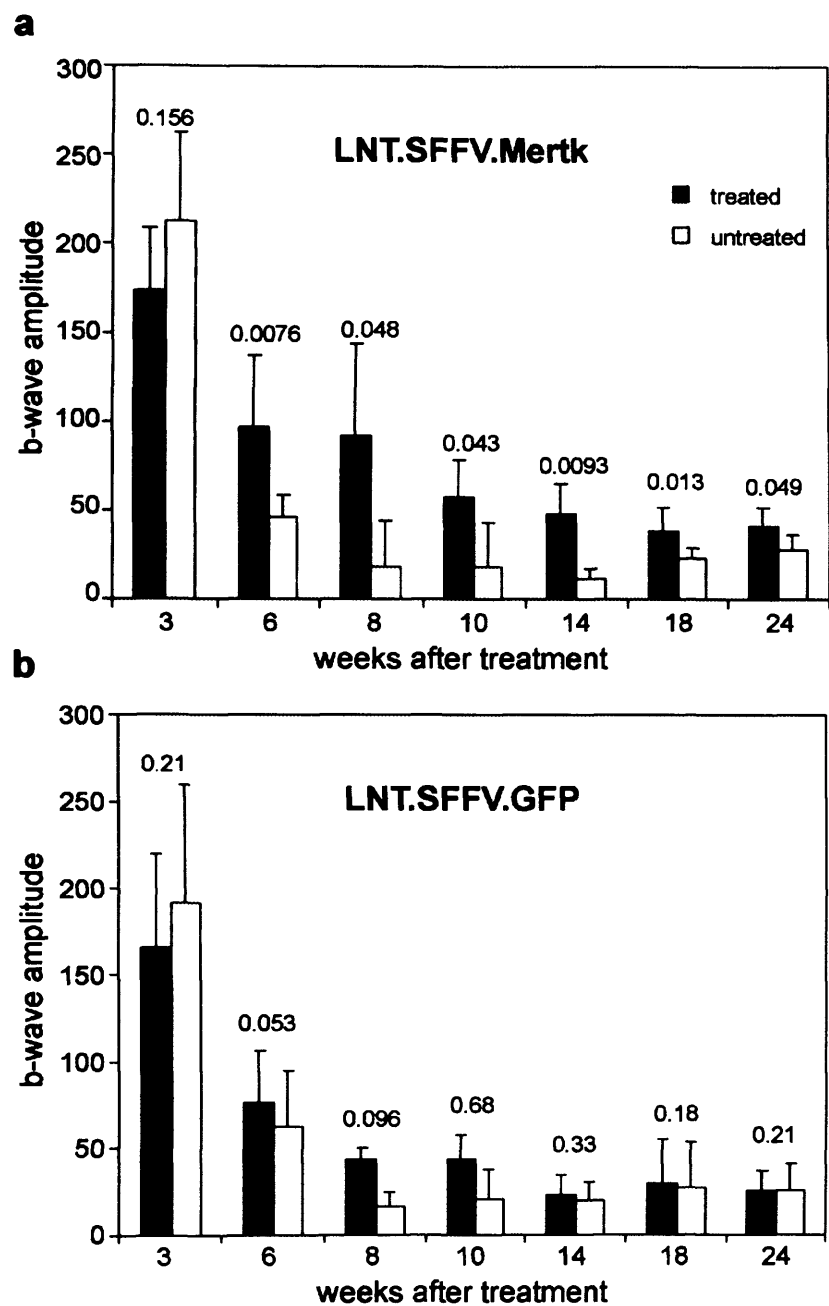 a
300
250
200
150
100
50
0
b-wave amplitude
LNT.SFFV.Mertk
treated
untreated
0.156
0.0076
0.048
0.043
0.0093
0.013
0.049
3 6 8 10 14 18 24
weeks after treatment
b
300
250
200
150
100
50
0
b-wave amplitude
LNT.SFFV.GFP
0.21
0.053
0.096
0.68
0.33
0.18
0.21
3 6 8 10 14 18 24
weeks after treatment